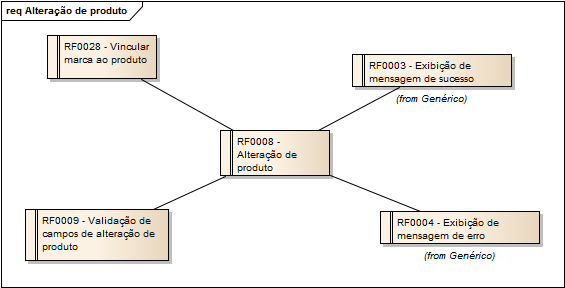 req Alteração de produto
RF0028 - Vincular
marca ao produto
RF0003 - Exibição de
mensagem de sucesso
(from Genérico)
RF0008 -
Alteração de
produto
RF0009 - Validação de
campos de alteração de
produto
RF0004 - Exibição de
mensagem de erro
(from Genérico)